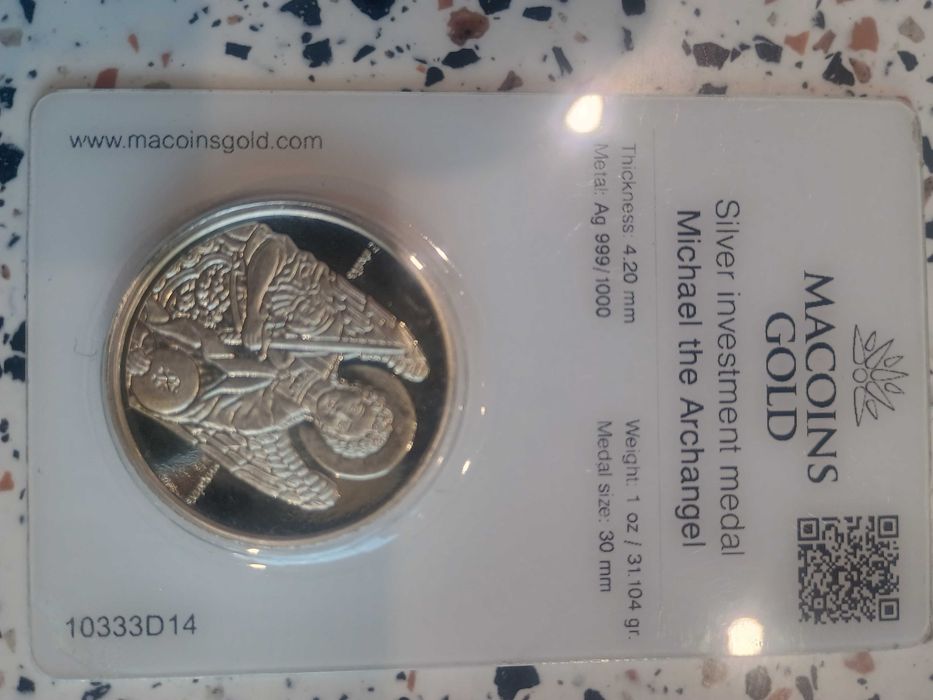 MACOINS
GOLD
Silver investment medal
Michael the Archangel
Thickness: 4.20 mm
Weight: 1 oz / 31.104 gr.
Metal: Ag 999/1000
Medal size: 30 mm
www.macoinsgold.com
10333D14